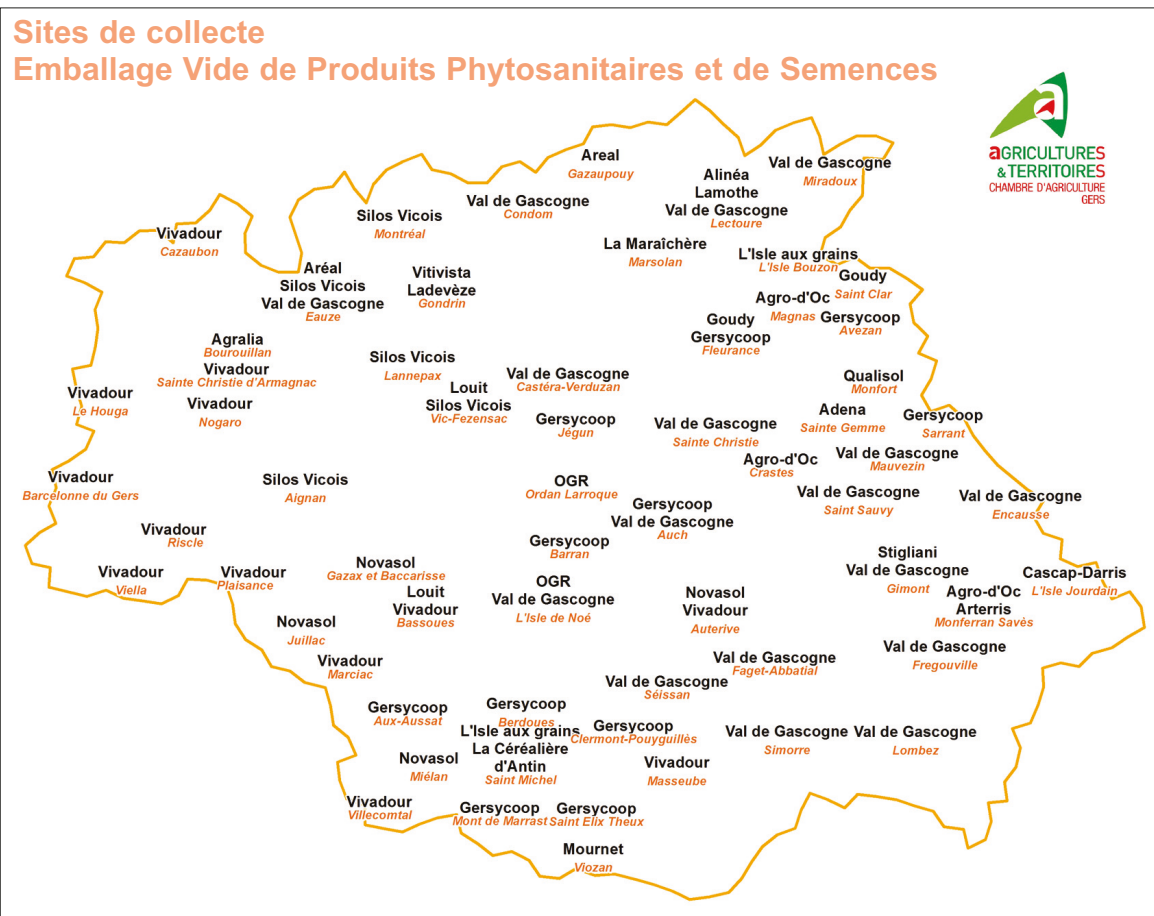 Sites de collecte
Emballage Vide de Produits Phytosanitaires et de Semences
aGRICULTURES
& TERRITOIRES
CHAMBRE D'AGRICULTURE
GERS
Areal
Gazaupouy
Val de Gascogne
Miradoux
Alinéa
Lamothe
Val de Gascogne
Lectoure
Val de Gascogne
Condom
Silos Vicois
Montréal
Vivadour
Cazaubon
La Maraîchère
Marsolan
L'Isle aux grains
L'Isle Bouzon
Goudy
Saint Clar
Aréal
Silos Vicois
Val de Gascogne
Eauze
Vitivista
Ladevèze
Gondrin
Agro-d'Oc
Magnas
Gersycoop
Avezan
Goudy
Gersycoop
Fleurance
Agralia
Bourouillan
Vivadour
Sainte Christie d'Armagnac
Silos Vicois
Lannepax
Val de Gascogne
Castéra-Verduzan
Qualisol
Monfort
Vivadour
Le Houga
Vivadour
Nogaro
Louit
Silos Vicois
Vic-Fezensac
Gersycoop
Jégun
Val de Gascogne
Sainte Christie
Adena
Sainte Gemme
Gersycoop
Sarrant
Agro-d'Oc
Crastes
Val de Gascogne
Mauvezin
Vivadour
Barcelonne du Gers
Silos Vicois
Aignan
OGR
Ordan Larroque
Val de Gascogne
Saint Sauvy
Val de Gascogne
Encausse
Gersycoop
Val de Gascogne
Auch
Vivadour
Riscle
Gersycoop
Barran
Vivadour
Viella
Vivadour
Plaisance
Novasol
Gazax et Baccarisse
Louit
Vivadour
Bassoues
OGR
Val de Gascogne
L'Isle de Noé
Novasol
Vivadour
Auterive
Stigliani
Val de Gascogne
Gimont
Cascap-Darris
L'Isle Jourdain
Agro-d'Oc
Arterris
Monferran Savès
Novasol
Juillac
Vivadour
Marciac
Val de Gascogne
Faget-Abbatial
Val de Gascogne
Fregouville
Val de Gascogne
Séissan
Gersycoop
Aux-Aussat
Gersycoop
Berdoues
L'Isle aux grains
La Céréalière
d'Antin
Saint Michel
Gersycoop
Clermont-Pouyguillès
Val de Gascogne
Simorre
Val de Gascogne
Lombez
Novasol
Miélan
Vivadour
Masseube
Vivadour
Villecomtal
Gersycoop
Mont de Marrast
Gersycoop
Saint Elix Theux
Mournet
Viozan